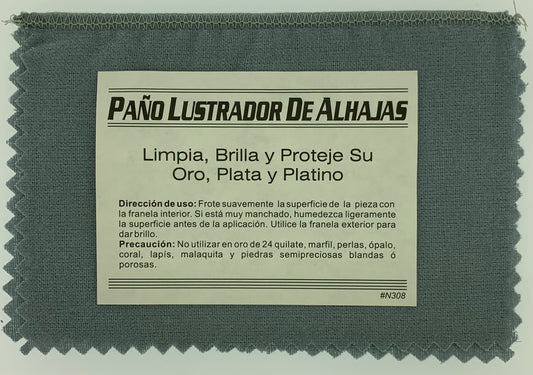 PAÑO LUSTRADOR DE ALHAJAS
Limpia, Brilla y Proteje Su
Oro, Plata y Platino
Dirección de uso: Frote suavemente la superficie de la pieza con
la franela interior. Si está muy manchado, humedezca ligeramente
la superficie antes de la aplicación. Utilice la franela exterior para
dar brillo.
Precaución: No utilizar en oro de 24 quilate, marfil, perlas, ópalo,
coral, lapís, malaquita y piedras semipreciosas blandas ó
porosas.
#N308